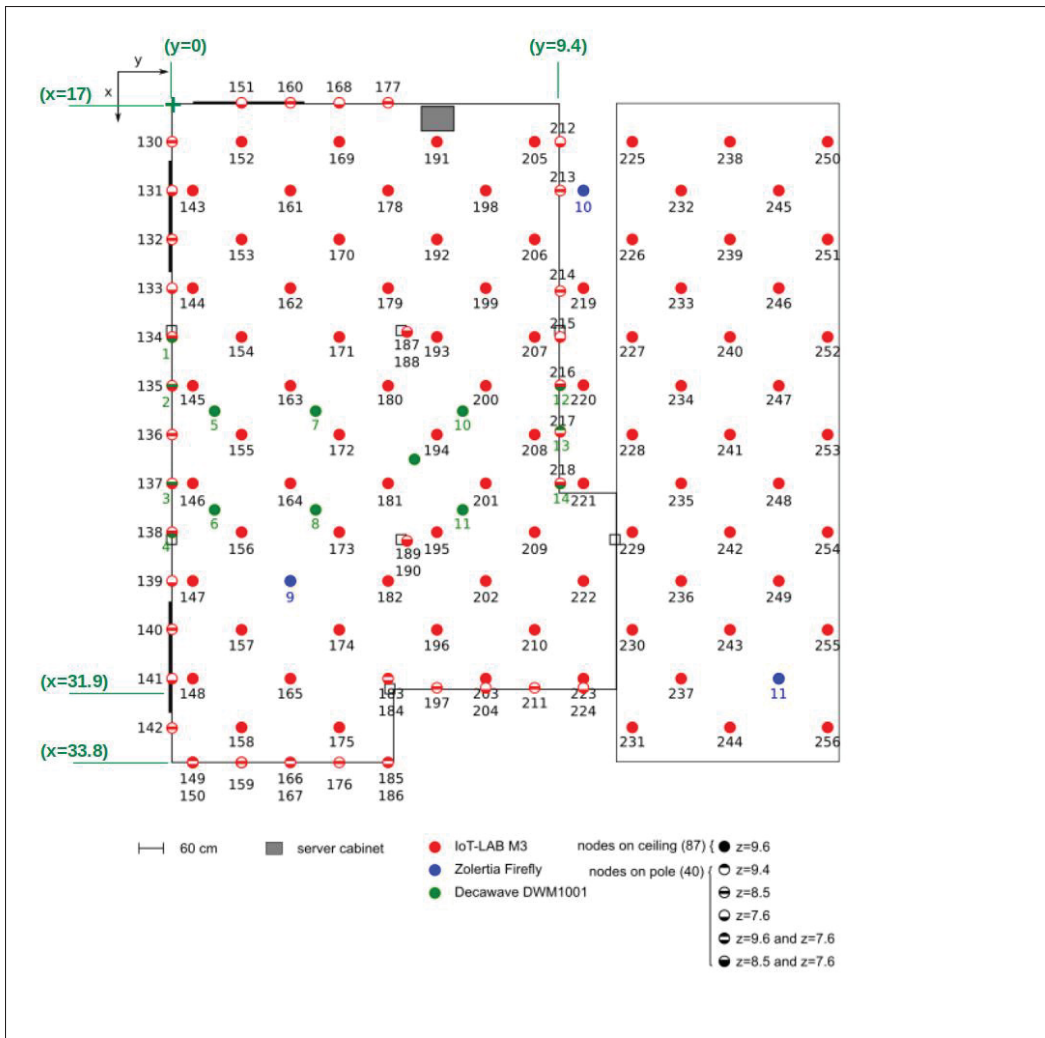 (y=0) (y=9.4)
y
x
(x=17)
151 160 168 177
212
130 152 169 191 205 225 238 250
213
131 143 161 178 198 10 232 245
132 153 170 192 206 226 239 251
214
133 144 162 179 199 219 233 246
215
134 154 171 187 193 207 227 240 252
1 188
216
135 145 163 180 200 12 220 234 247
2 5 7 10
217
136 155 172 194 208 13 228 241 253
218
137 146 164 181 201 14 221 235 248
3 6 8 11
138 156 173 195 209 229 242 254
4 189
190
139 147 9 182 202 222 236 249
140 157 174 196 210 230 243 255
(x=31.9)
141 148 165 183 197 203 211 223 237 11
184 204 224
142 158 175 231 244 256
(x=33.8)
149 159 166 176 185
150 167 186
60 cm server cabinet IoT-LAB M3 nodes on ceiling (87) { z=9.6
Zolertia Firefly nodes on pole (40) z=9.4
Decawave DWM1001 z=8.5
z=7.6
z=9.6 and z=7.6
z=8.5 and z=7.6